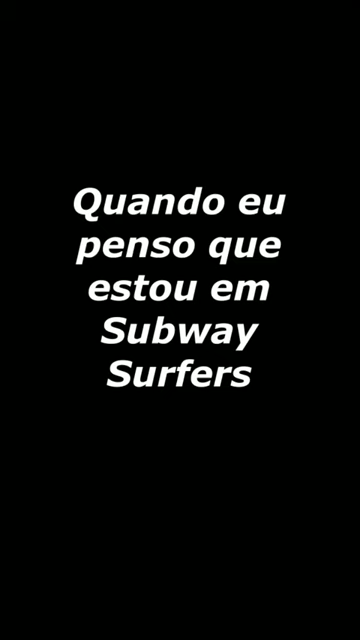 Quando eu
penso que
estou em
Subway
Surfers